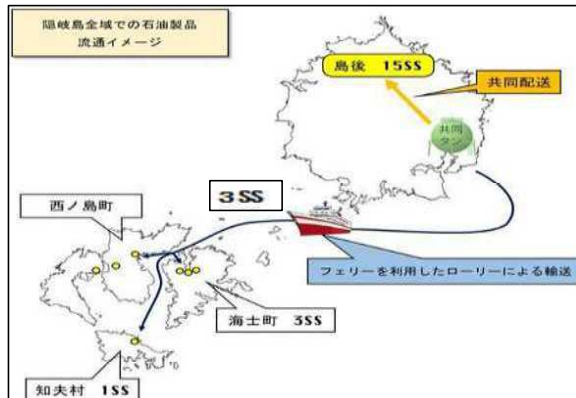 隠岐島全域での石油製品
流通イメージ
島後 15SS
共同配送
共同
タン
3SS
西ノ島町
フェリーを利用したローリーによる輸送
海士町 3SS
知夫村 1SS